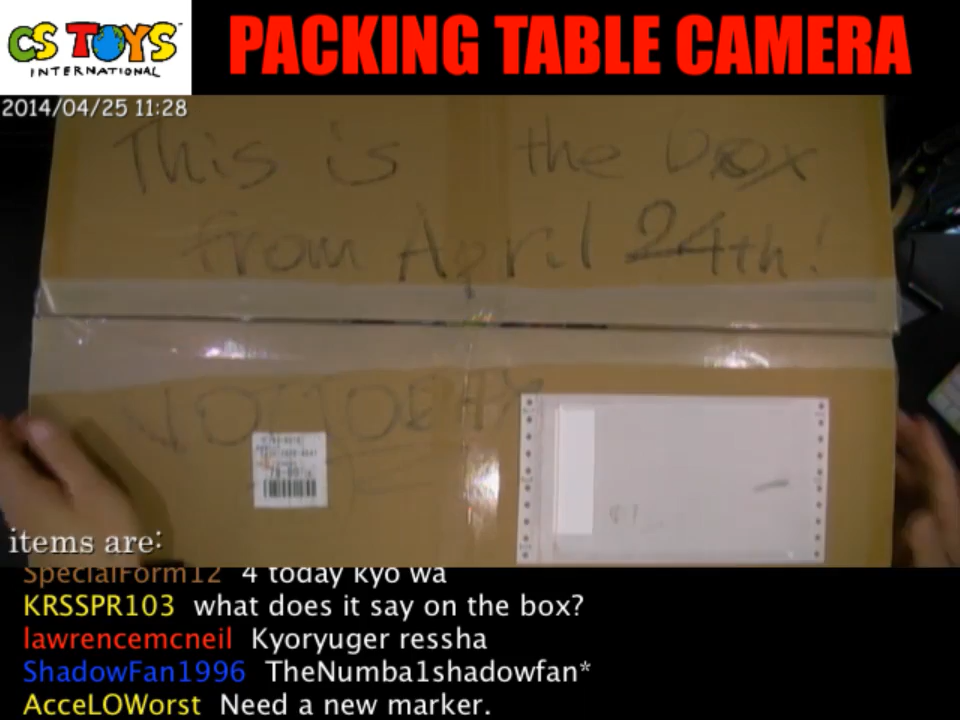 CS TOYS
INTERNATIONAL
PACKING TABLE CAMERA
2014/04/25 11:28
This is the box
from April 24th!
NOT TODAY
items are:
SpecialForm12 4 today kyo wa
KRSSPR103 what does it say on the box?
lawrencemcneil Kyoryuger ressha
ShadowFan1996 TheNumba1shadowfan*
AcceLOWorst Need a new marker.